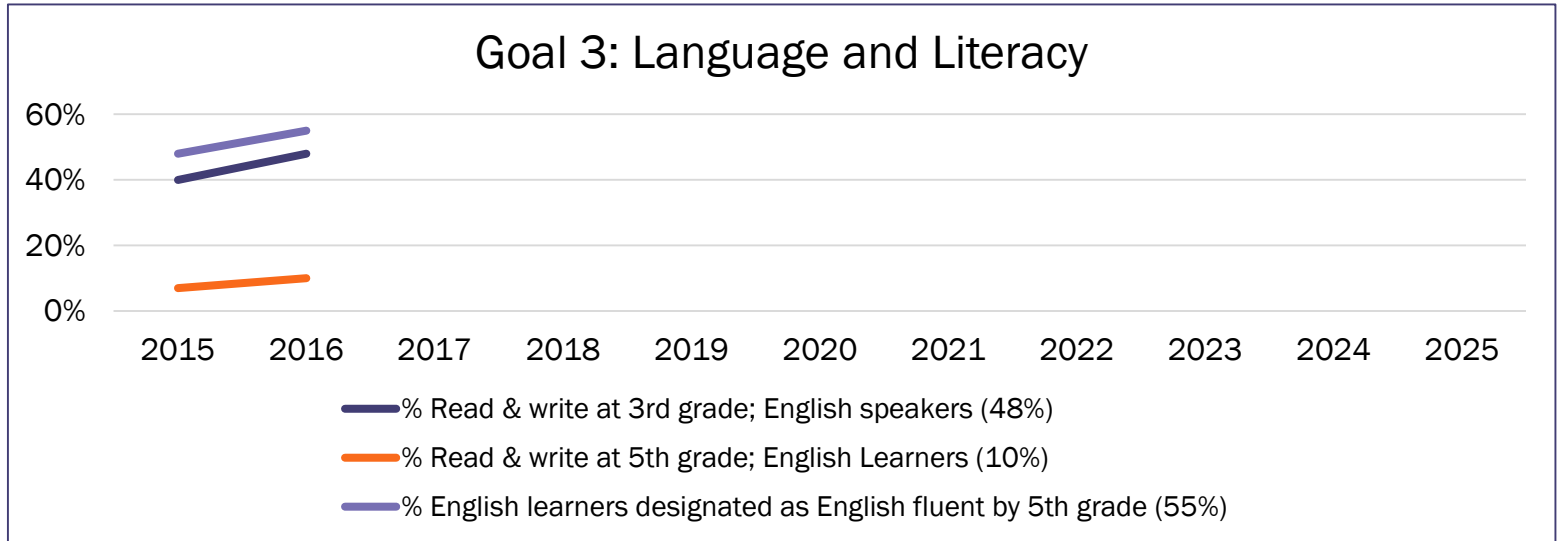 Goal 3: Language and Literacy
60%
40%
20%
0%
2015 2016 2017 2018 2019 2020 2021 2022 2023 2024 2025
% Read & write at 3rd grade; English speakers (48%)
% Read & write at 5th grade; English Learners (10%)
% English learners designated as English fluent by 5th grade (55%)